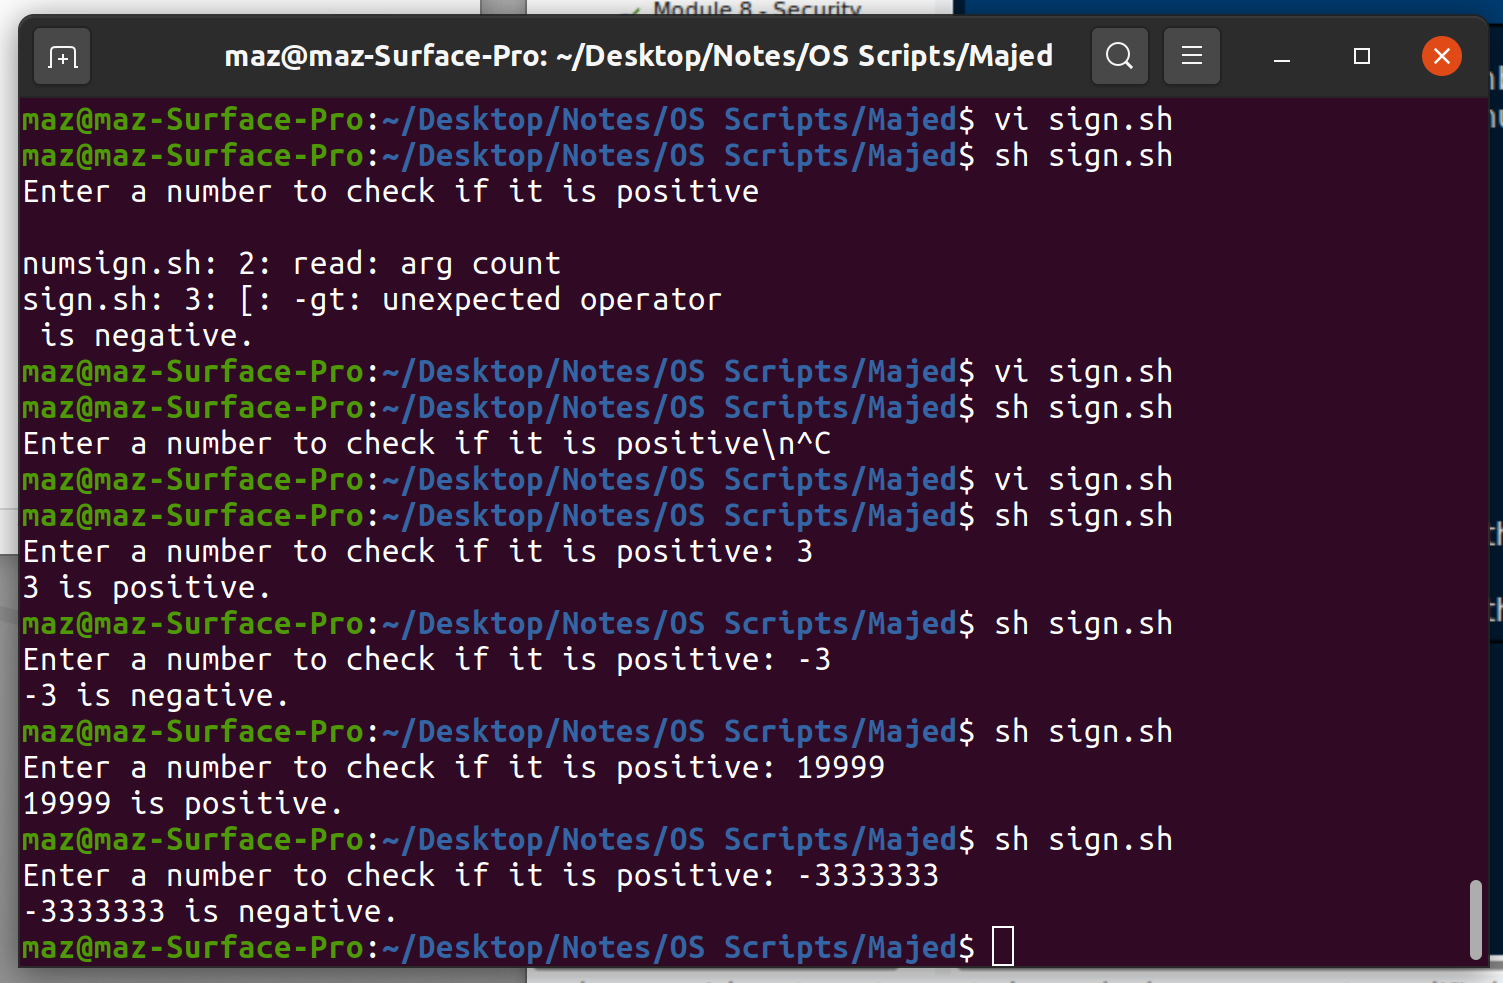 Module 8 - Security
maz@maz-Surface-Pro: ~/Desktop/Notes/OS Scripts/Majed
maz@maz-Surface-Pro:~/Desktop/Notes/OS Scripts/Majed$ vi sign.sh
maz@maz-Surface-Pro:~/Desktop/Notes/OS Scripts/Majed$ sh sign.sh
Enter a number to check if it is positive
numsign.sh: 2: read: arg count
sign.sh: 3: [: -gt: unexpected operator
is negative.
maz@maz-Surface-Pro:~/Desktop/Notes/OS Scripts/Majed$ vi sign.sh
maz@maz-Surface-Pro:~/Desktop/Notes/OS Scripts/Majed$ sh sign.sh
Enter a number to check if it is positive\n^C
maz@maz-Surface-Pro:~/Desktop/Notes/OS Scripts/Majed$ vi sign.sh
maz@maz-Surface-Pro:~/Desktop/Notes/OS Scripts/Majed$ sh sign.sh
Enter a number to check if it is positive: 3
3 is positive.
maz@maz-Surface-Pro:~/Desktop/Notes/OS Scripts/Majed$ sh sign.sh
Enter a number to check if it is positive: -3
-3 is negative.
maz@maz-Surface-Pro:~/Desktop/Notes/OS Scripts/Majed$ sh sign.sh
Enter a number to check if it is positive: 19999
19999 is positive.
maz@maz-Surface-Pro:~/Desktop/Notes/OS Scripts/Majed$ sh sign.sh
Enter a number to check if it is positive: -3333333
-3333333 is negative.
maz@maz-Surface-Pro:~/Desktop/Notes/OS Scripts/Majed$